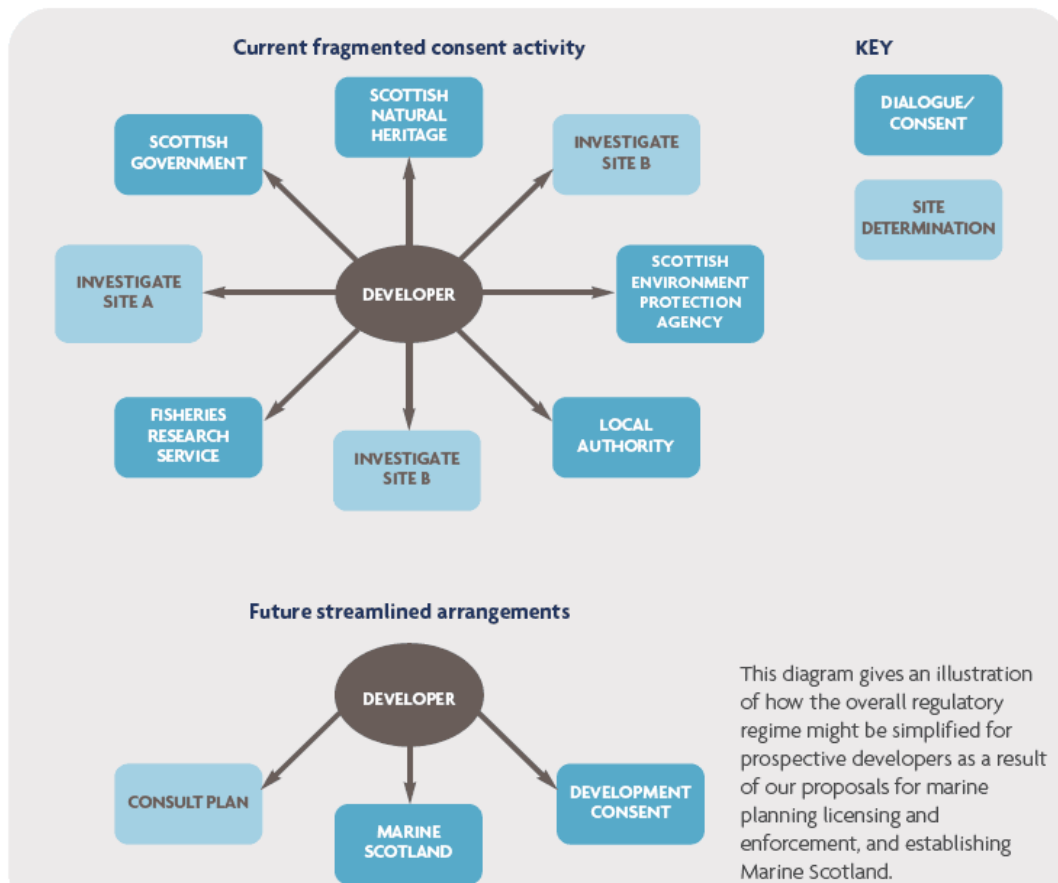 Current fragmented consent activity
KEY
SCOTTISH
NATURAL
HERITAGE
DIALOGUE/
CONSENT
SCOTTISH
GOVERNMENT
INVESTIGATE
SITE B
SITE
DETERMINATION
INVESTIGATE
SITE A
DEVELOPER
SCOTTISH
ENVIRONMENT
PROTECTION
AGENCY
FISHERIES
RESEARCH
SERVICE
INVESTIGATE
SITE B
LOCAL
AUTHORITY
Future streamlined arrangements
DEVELOPER
CONSULT PLAN
MARINE
SCOTLAND
DEVELOPMENT
CONSENT
This diagram gives an illustration
of how the overall regulatory
regime might be simplified for
prospective developers as a result
of our proposals for marine
planning licensing and
enforcement, and establishing
Marine Scotland.